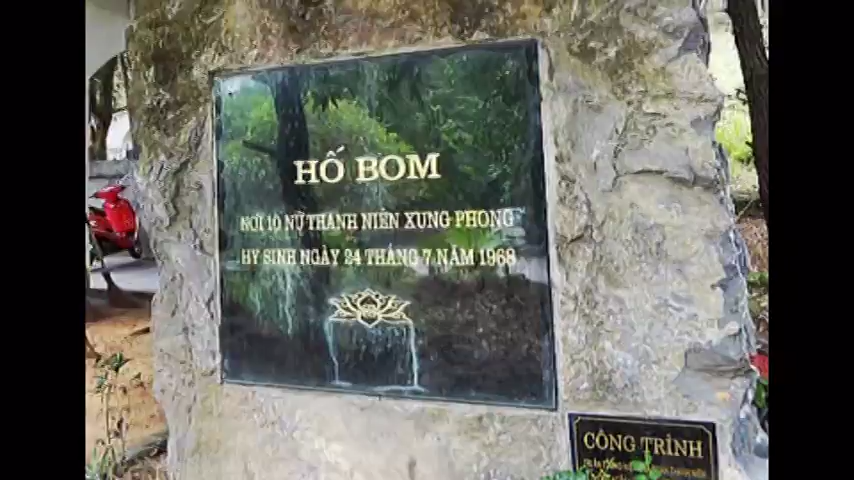 HỐ BOM
NƠI 10 NỮ THANH NIÊN XUNG PHONG
HY SINH NGÀY 24 THÁNG 7 NĂM 1968
CÔNG TRÌNH